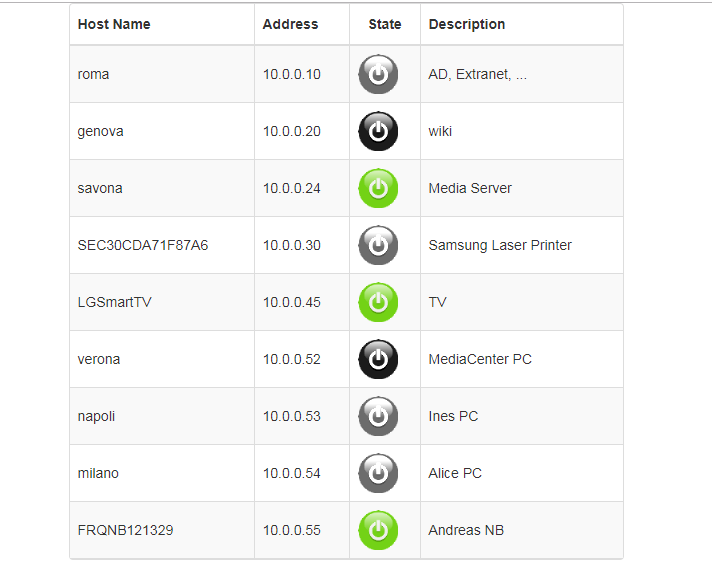 Host Name Address State Description
roma 10.0.0.10 AD, Extranet, ...
genova 10.0.0.20 wiki
savona 10.0.0.24 Media Server
SEC30CDA71F87A6 10.0.0.30 Samsung Laser Printer
LGSmartTV 10.0.0.45 TV
verona 10.0.0.52 MediaCenter PC
napoli 10.0.0.53 Ines PC
milano 10.0.0.54 Alice PC
FRQNB121329 10.0.0.55 Andreas NB